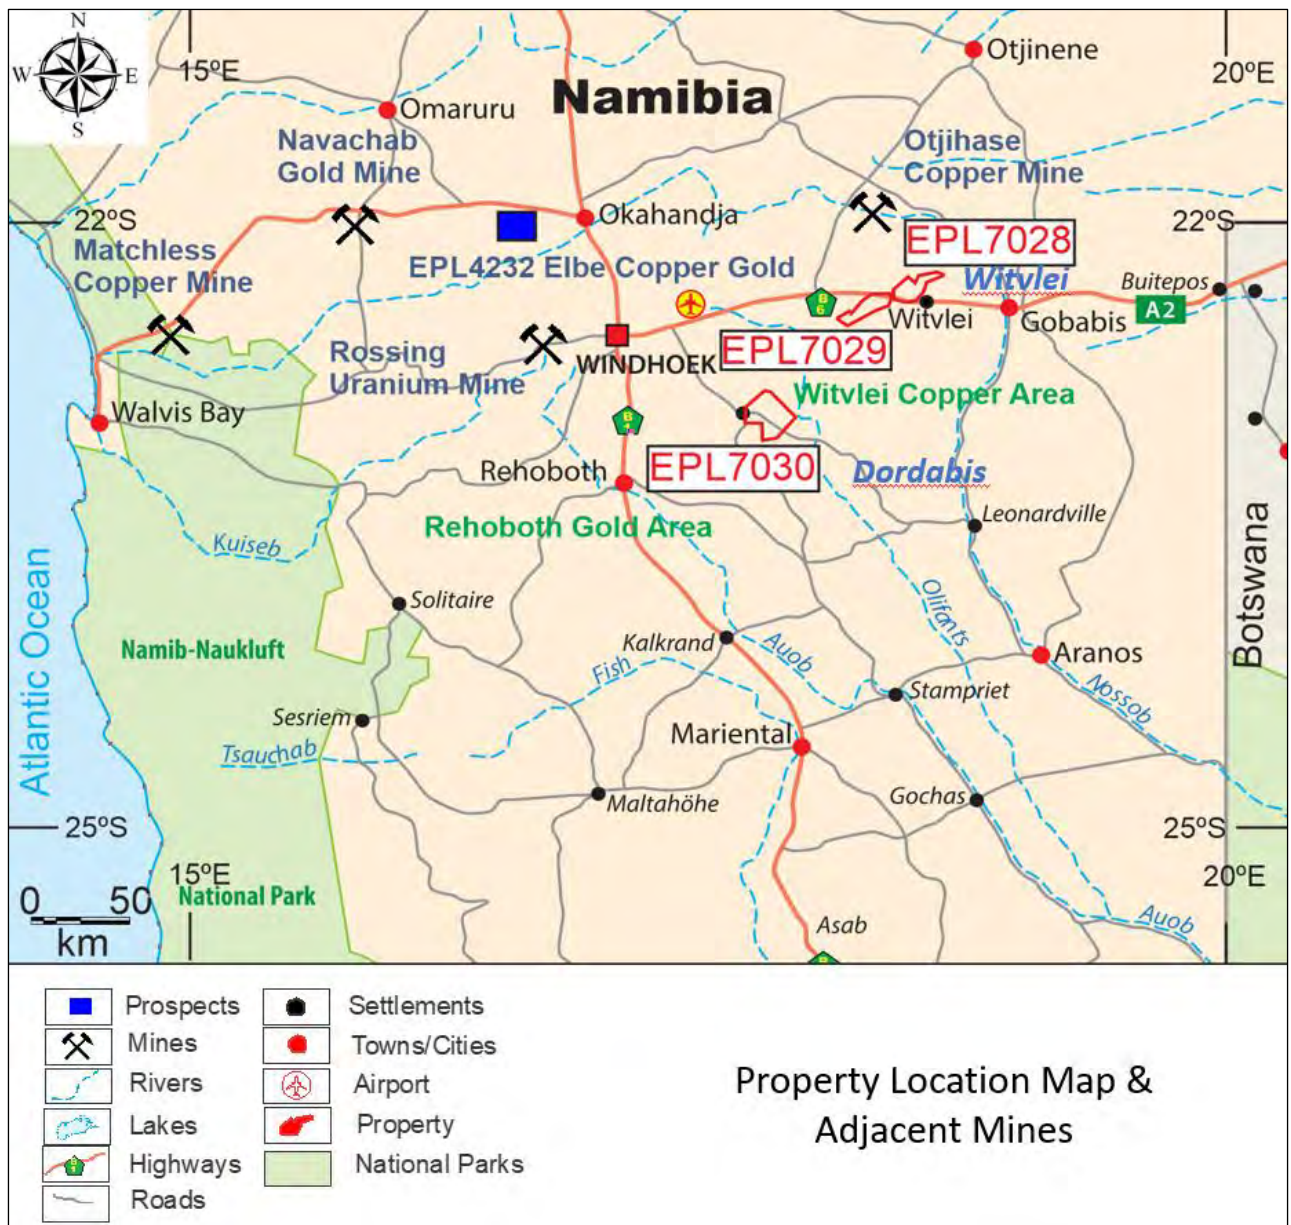 N
W
E
S
15ºE
Otjinene
20ºE
Omaruru
Namibia
Navachab
Gold Mine
Otjihase
Copper Mine
22ºS
Okahandja
22ºS
Matchless
Copper Mine
EPL7028
EPL4232 Elbe Copper Gold
Witvlei
Buitepos
B
6
Witvlei
Gobabis
A2
Rossing
Uranium Mine
WINDHOEK
EPL7029
Witvlei Copper Area
Walvis Bay
B
1
Rehoboth
EPL7030
Dordabis
Rehoboth Gold Area
Leonardville
Kuiseb
Botswana
Atlantic Ocean
Solitaire
Olifants
Namib-Naukluft
Kalkrand
Auob
Aranos
Fish
Stampriet
Nossob
Sesriem
Mariental
Tsauchab
Maltahöhe
Gochas
25ºS
25ºS
15ºE
20ºE
National Park
0 50
km
Asab
Auob
Prospects
Settlements
Mines
Towns/Cities
Rivers
Airport
Lakes
Property
Highways
National Parks
Roads
Property Location Map &
Adjacent Mines